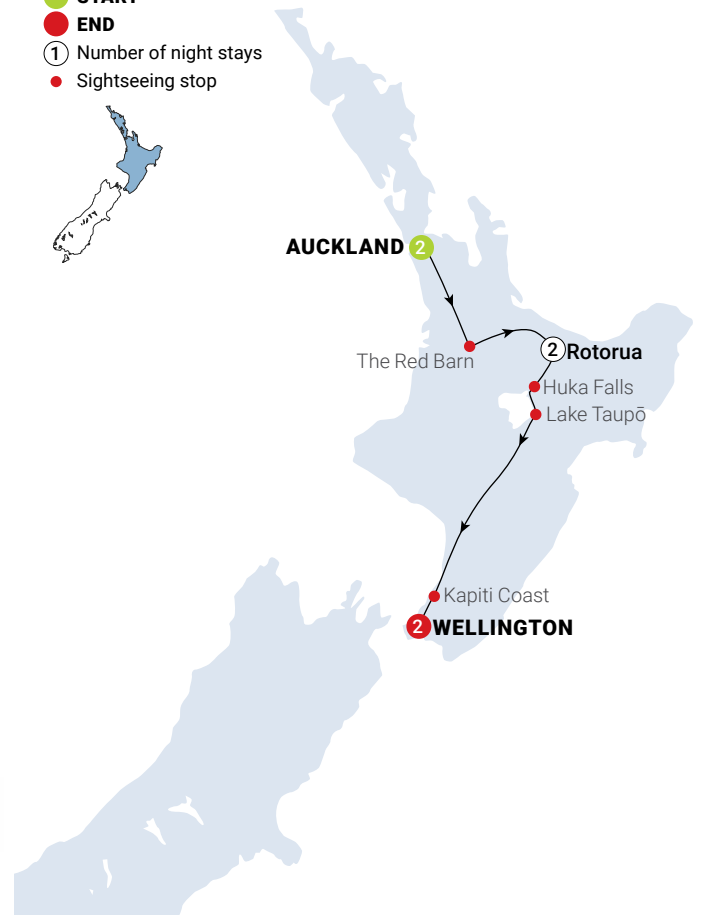 START
END
1 Number of night stays
Sightseeing stop
AUCKLAND 2
The Red Barn
2 Rotorua
Huka Falls
Lake Taupō
Kapiti Coast
2 WELLINGTON